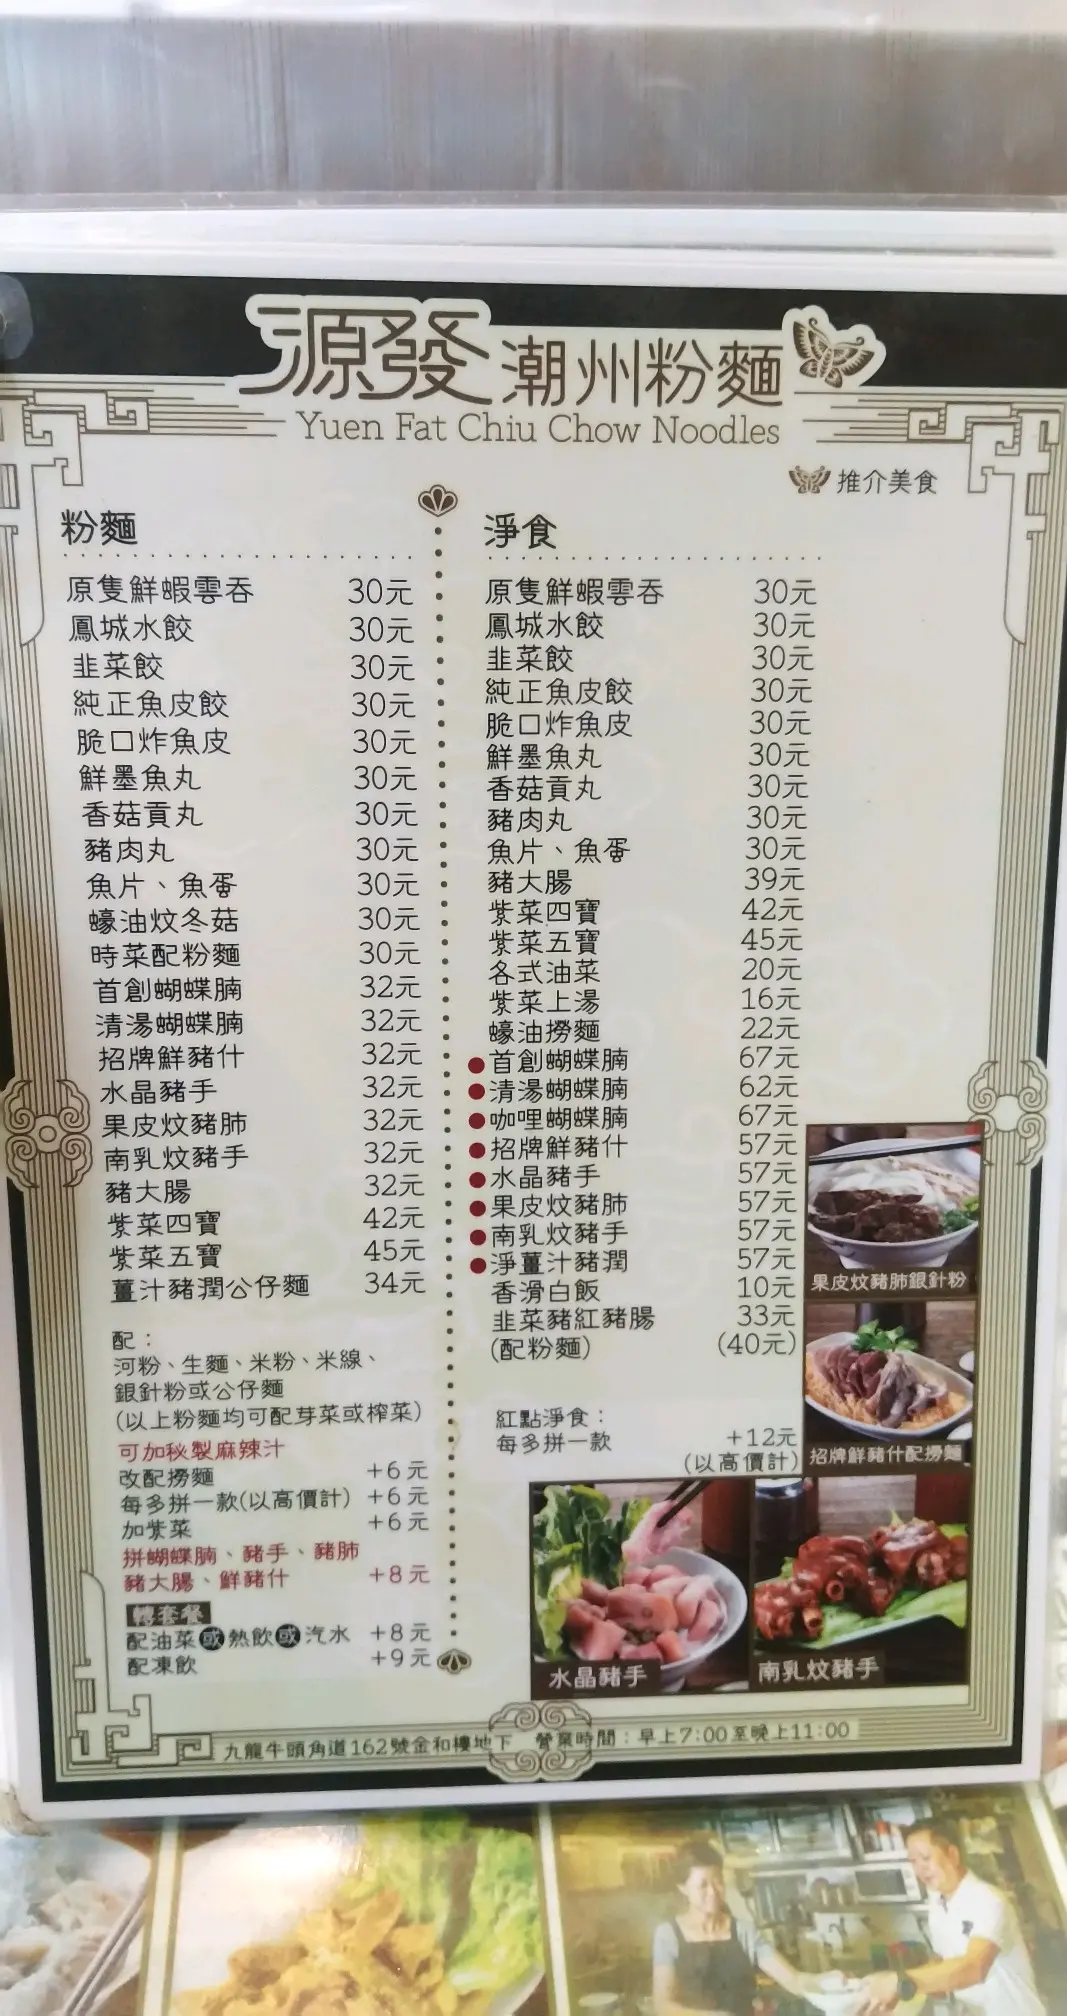 源發潮州粉麵
Yuen Fat Chiu Chow Noodles
推介美食
粉麵
原隻鮮蝦雲吞 30元
鳳城水餃 30元
韭菜餃 30元
純正魚皮餃 30元
脆口炸魚皮 30元
鮮墨魚丸 30元
香菇貢丸 30元
豬肉丸 30元
魚片、魚蛋 30元
蠔油炆冬菇 30元
時菜配粉麵 30元
首創蝴蝶腩 32元
清湯蝴蝶腩 32元
招牌鮮豬什 32元
水晶豬手 32元
果皮炆豬肺 32元
南乳炆豬手 32元
豬大腸 32元
紫菜四寶 42元
紫菜五寶 45元
薑汁豬潤公仔麵 34元
配：
河粉、生麵、米粉、米線、
銀針粉或公仔麵
(以上粉麵均可配芽菜或榨菜)
可加秘製麻辣汁
改配撈麵 +6元
每多拼一款(以高價計) +6元
加紫菜 +6元
拼蝴蝶腩、豬手、豬肺
豬大腸、鮮豬什 +8元
轉套餐
配油菜或熱飲或汽水 +8元
配凍飲 +9元
淨食
原隻鮮蝦雲吞 30元
鳳城水餃 30元
韭菜餃 30元
純正魚皮餃 30元
脆口炸魚皮 30元
鮮墨魚丸 30元
香菇貢丸 30元
豬肉丸 30元
魚片、魚蛋 30元
豬大腸 39元
紫菜四寶 42元
紫菜五寶 45元
各式油菜 20元
紫菜上湯 16元
蠔油撈麵 22元
●首創蝴蝶腩 67元
●清湯蝴蝶腩 62元
●咖哩蝴蝶腩 67元
●招牌鮮豬什 57元
●水晶豬手 57元
●果皮炆豬肺 57元
●南乳炆豬手 57元
●淨薑汁豬潤 57元
香滑白飯 10元
韭菜豬紅豬腸 33元
(配粉麵) (40元)
紅點淨食：
每多拼一款 +12元
(以高價計)
果皮炆豬肺銀針粉
招牌鮮豬什配撈麵
水晶豬手
南乳炆豬手
九龍牛頭角道162號金和樓地下 營業時間：早上7:00至晚上11:00